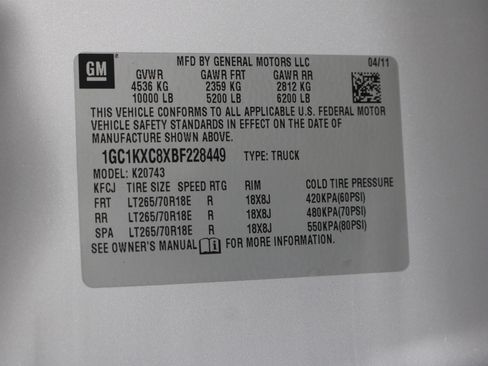 GM MFD BY GENERAL MOTORS LLC 04/11
GVWR GAWR FRT GAWR RR
4536 KG 2359 KG 2812 KG
10000 LB 5200 LB 6200 LB
THIS VEHICLE CONFORMS TO ALL APPLICABLE U.S. FEDERAL MOTOR
VEHICLE SAFETY STANDARDS IN EFFECT ON THE DATE OF
MANUFACTURE SHOWN ABOVE.
1GC1KXC8XBF228449 TYPE: TRUCK
MODEL: K20743
KFCJ TIRE SIZE SPEED RTG RIM COLD TIRE PRESSURE
FRT LT265/70R18E R 18X8J 420KPA(60PSI)
RR LT265/70R18E R 18X8J 480KPA(70PSI)
SPA LT265/70R18E R 18X8J 550KPA(80PSI)
SEE OWNER'S MANUAL FOR MORE INFORMATION.